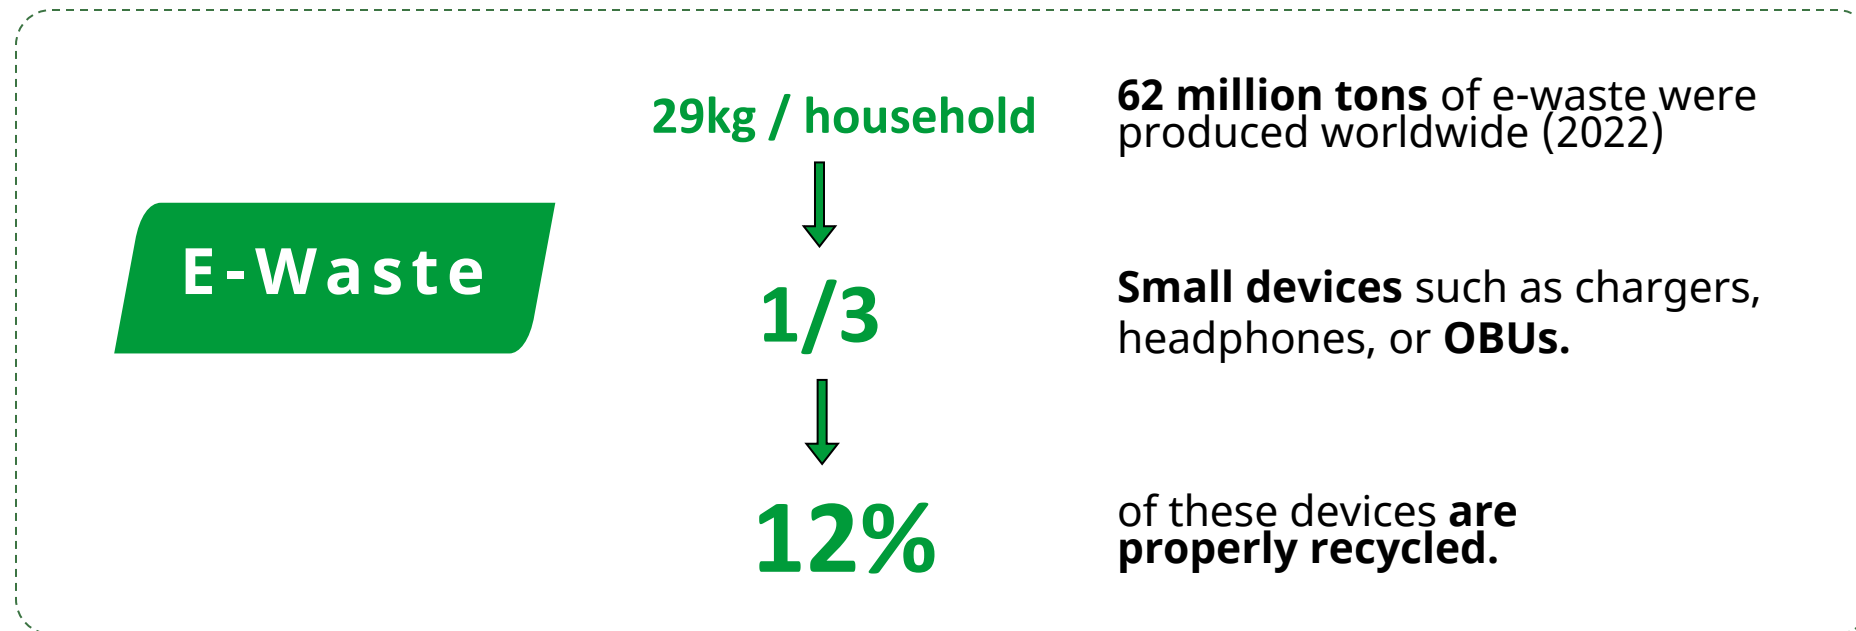 29kg / household
62 million tons of e-waste were
produced worldwide (2022)
E-Waste
1/3
Small devices such as chargers,
headphones, or OBUs.
12%
of these devices are
properly recycled.